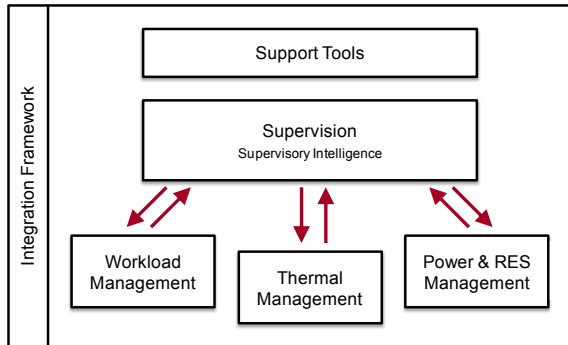 Integration Framework
Support Tools
Supervision
Supervisory Intelligence
Workload
Management
Thermal
Management
Power & RES
Management